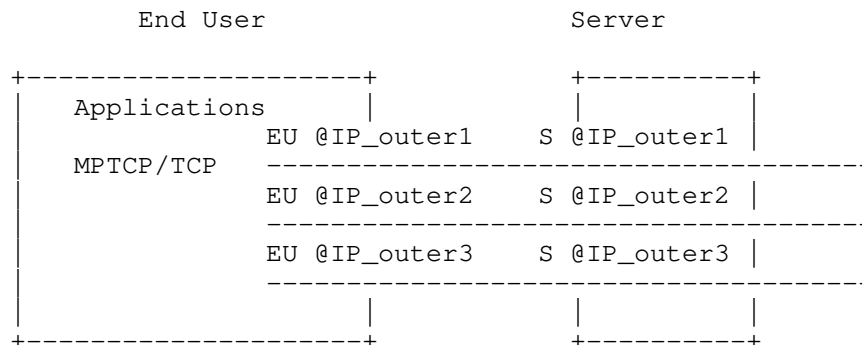 End User Server
Applications
EU @IP_outer1 S @IP_outer1
MPTCP/TCP
EU @IP_outer2 S @IP_outer2
EU @IP_outer3 S @IP_outer3